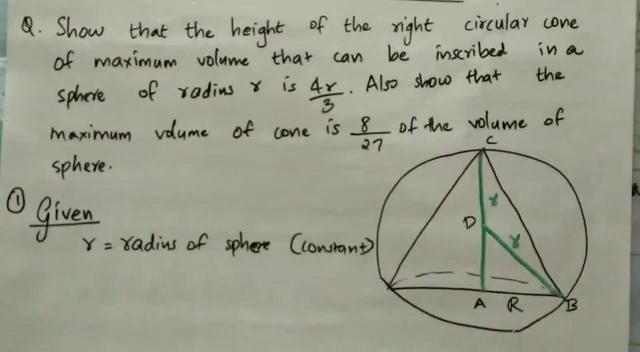 Q. Show that the height of the right circular cone
of maximum volume that can be inscribed in a
sphere of radius r is 4r/3. Also show that the
maximum volume of cone is 8/27 of the volume of
sphere.
C
① Given
r
D
r = radius of sphere (constant)
r
A R B